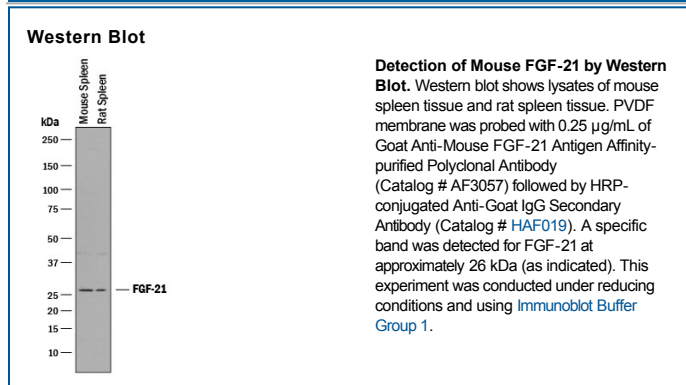 Western Blot
Mouse Spleen
Rat Spleen
kDa
250
150
100
75
50
37
25
20
15
10
FGF-21
Detection of Mouse FGF-21 by Western
Blot. Western blot shows lysates of mouse
spleen tissue and rat spleen tissue. PVDF
membrane was probed with 0.25 µg/mL of
Goat Anti-Mouse FGF-21 Antigen Affinity-
purified Polyclonal Antibody
(Catalog # AF3057) followed by HRP-
conjugated Anti-Goat IgG Secondary
Antibody (Catalog # HAF019). A specific
band was detected for FGF-21 at
approximately 26 kDa (as indicated). This
experiment was conducted under reducing
conditions and using Immunoblot Buffer
Group 1.